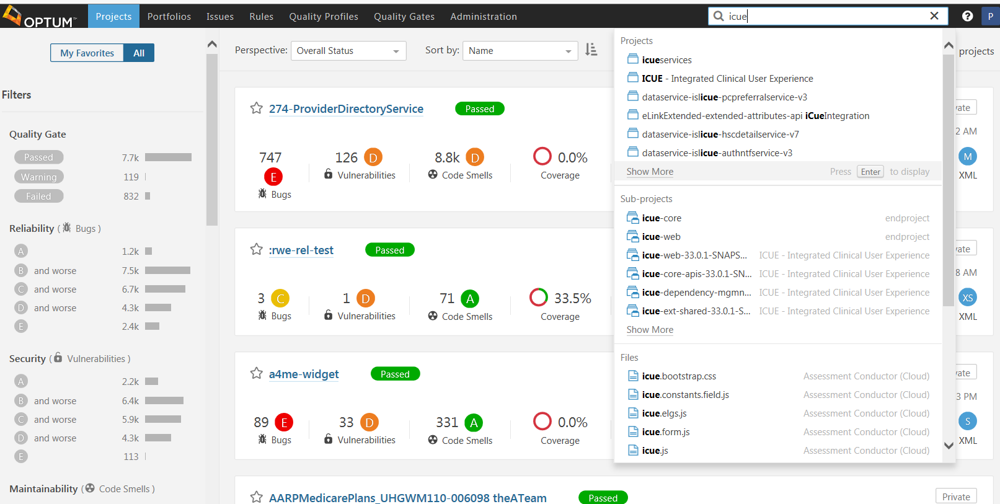 OPTUM™ Projects Portfolios Issues Rules Quality Profiles Quality Gates Administration icue P
My Favorites All
Filters
Quality Gate
Passed 7.7k
Warning 119
Failed 832
Reliability ( Bugs )
A 1.2k
B and worse 7.5k
C and worse 6.7k
D and worse 4.3k
E 2.4k
Security ( Vulnerabilities )
A 2.2k
B and worse 6.4k
C and worse 5.9k
D and worse 4.3k
E 113
Maintainability ( Code Smells )
Perspective: Overall Status Sort by: Name projects
274-ProviderDirectoryService Passed vate
2 AM
747 E Bugs
126 D Vulnerabilities
8.8k D Code Smells
0.0% Coverage
M
XML
:rwe-rel-test Passed vate
8 AM
3 C Bugs
1 D Vulnerabilities
71 A Code Smells
33.5% Coverage
XS
XML
a4me-widget Passed vate
3 PM
89 E Bugs
33 D Vulnerabilities
331 A Code Smells
0.0% Coverage
S
XML
AARPMedicarePlans_UHGWM110-006098 theATeam Passed Private
Projects
icueservices
ICUE - Integrated Clinical User Experience
dataservice-islicue-pcpreferralservice-v3
eLinkExtended-extended-attributes-api iCueIntegration
dataservice-islicue-hscdetailservice-v7
dataservice-islicue-authntfservice-v3
Show More Press Enter to display
Sub-projects
icue-core endproject
icue-web endproject
icue-web-33.0.1-SNAPS... ICUE - Integrated Clinical User Experience
icue-core-apis-33.0.1-SN... ICUE - Integrated Clinical User Experience
icue-dependency-mgmn... ICUE - Integrated Clinical User Experience
icue-ext-shared-33.0.1-S... ICUE - Integrated Clinical User Experience
Show More
Files
icue.bootstrap.css Assessment Conductor (Cloud)
icue.constants.field.js Assessment Conductor (Cloud)
icue.elgs.js Assessment Conductor (Cloud)
icue.form.js Assessment Conductor (Cloud)
icue.js Assessment Conductor (Cloud)